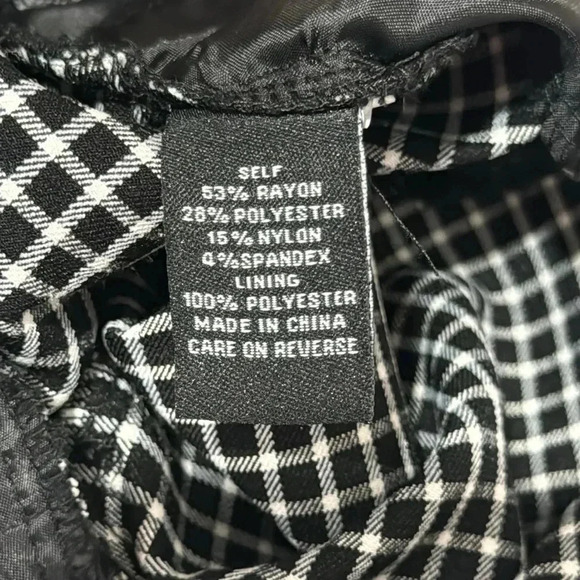 SELF
53% RAYON
28% POLYESTER
15% NYLON
4% SPANDEX
LINING
100% POLYESTER
MADE IN CHINA
CARE ON REVERSE